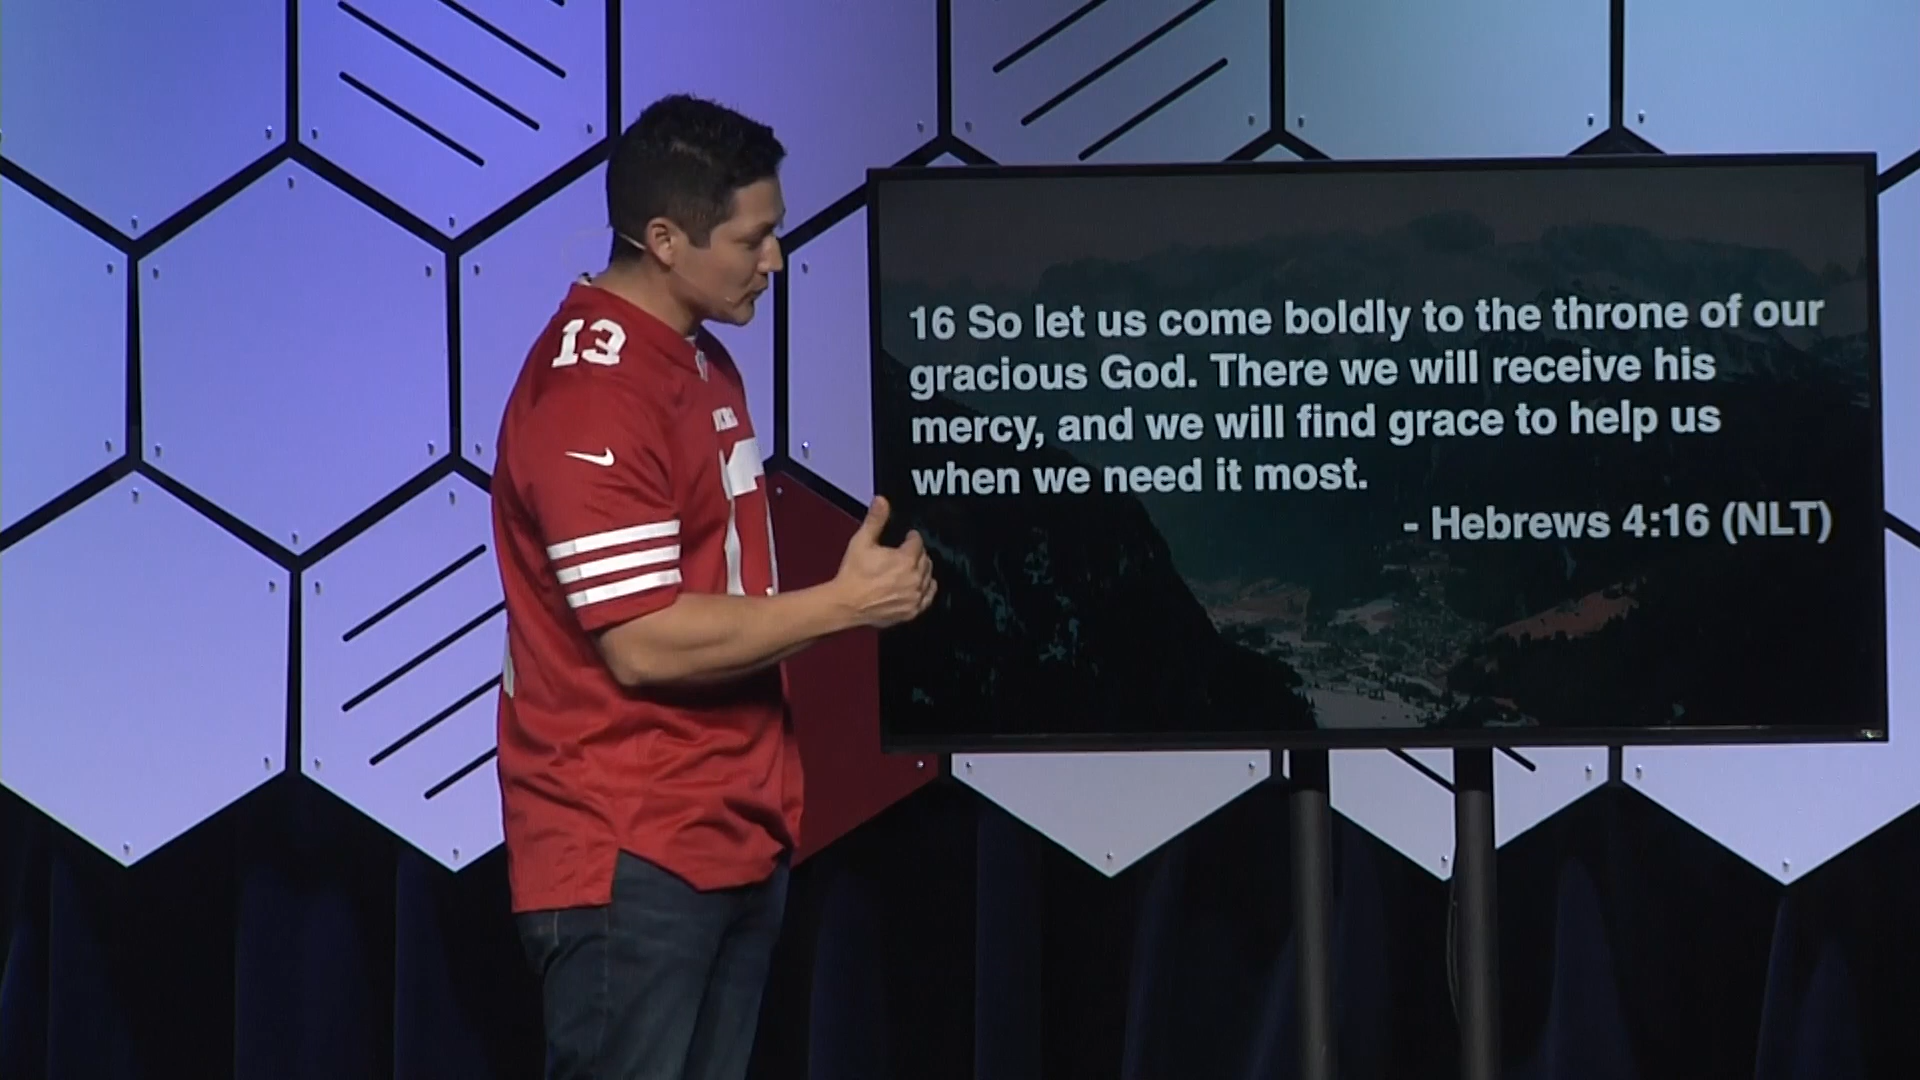 13
16 So let us come boldly to the throne of our
gracious God. There we will receive his
mercy, and we will find grace to help us
when we need it most.
- Hebrews 4:16 (NLT)